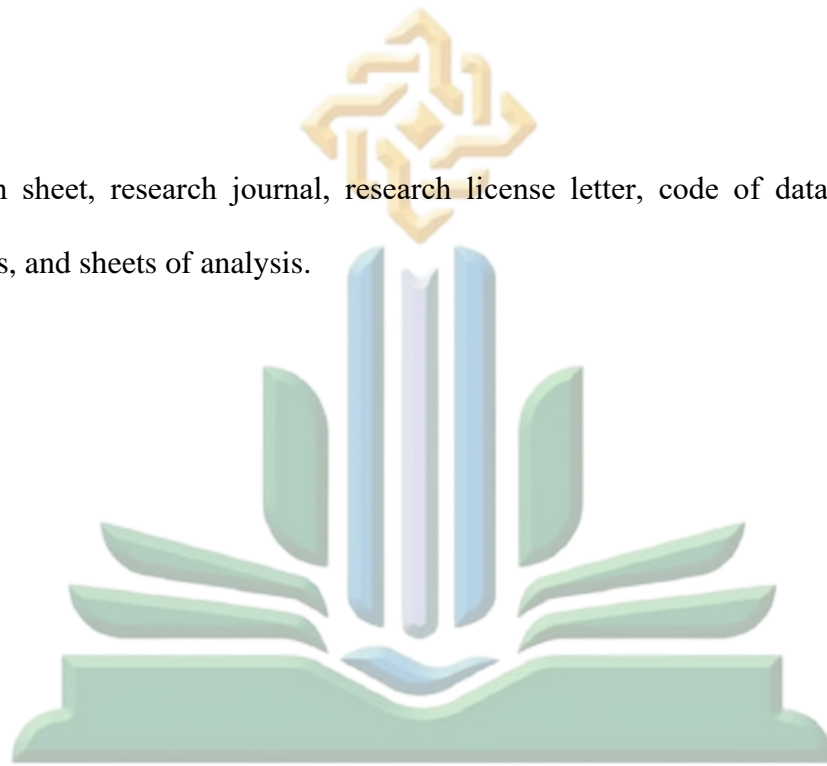 sheet, research journal, research license letter, code of data
and sheets of analysis.